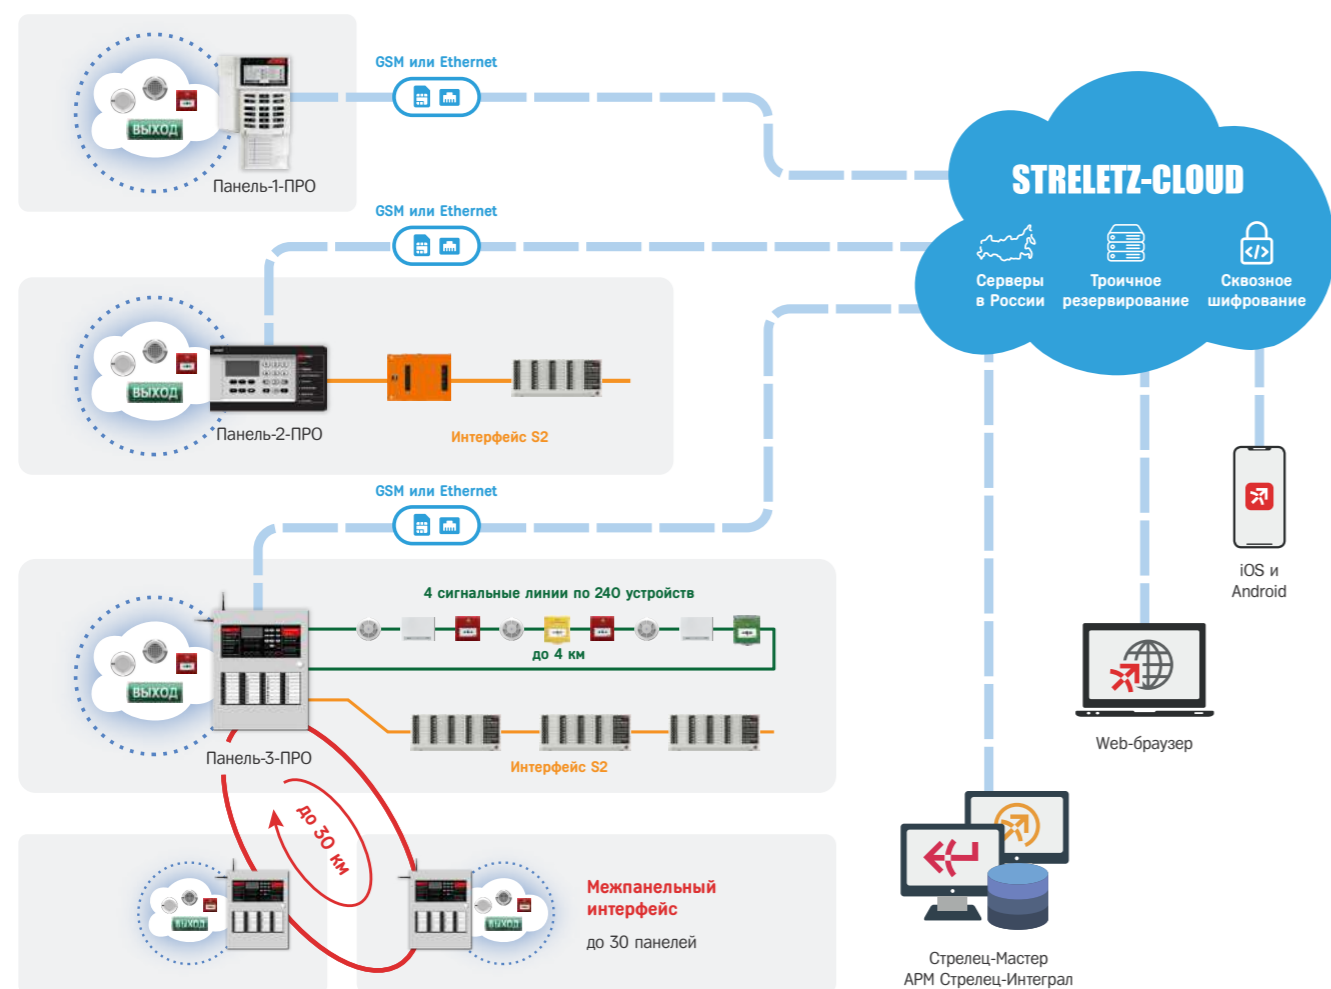 GSM или Ethernet
ВЫХОД
Панель-1-ПРО
STRELETZ-CLOUD
Серверы
в России
Троичное
резервирование
Сквозное
шифрование
GSM или Ethernet
ВЫХОД
Панель-2-ПРО
Интерфейс S2
GSM или Ethernet
4 сигнальные линии по 240 устройств
до 4 км
ВЫХОД
Панель-3-ПРО
Интерфейс S2
до 30 км
ВЫХОД
ВЫХОД
Межпанельный
интерфейс
до 30 панелей
iOS и
Android
Web-браузер
Стрелец-Мастер
АРМ Стрелец-Интеграл